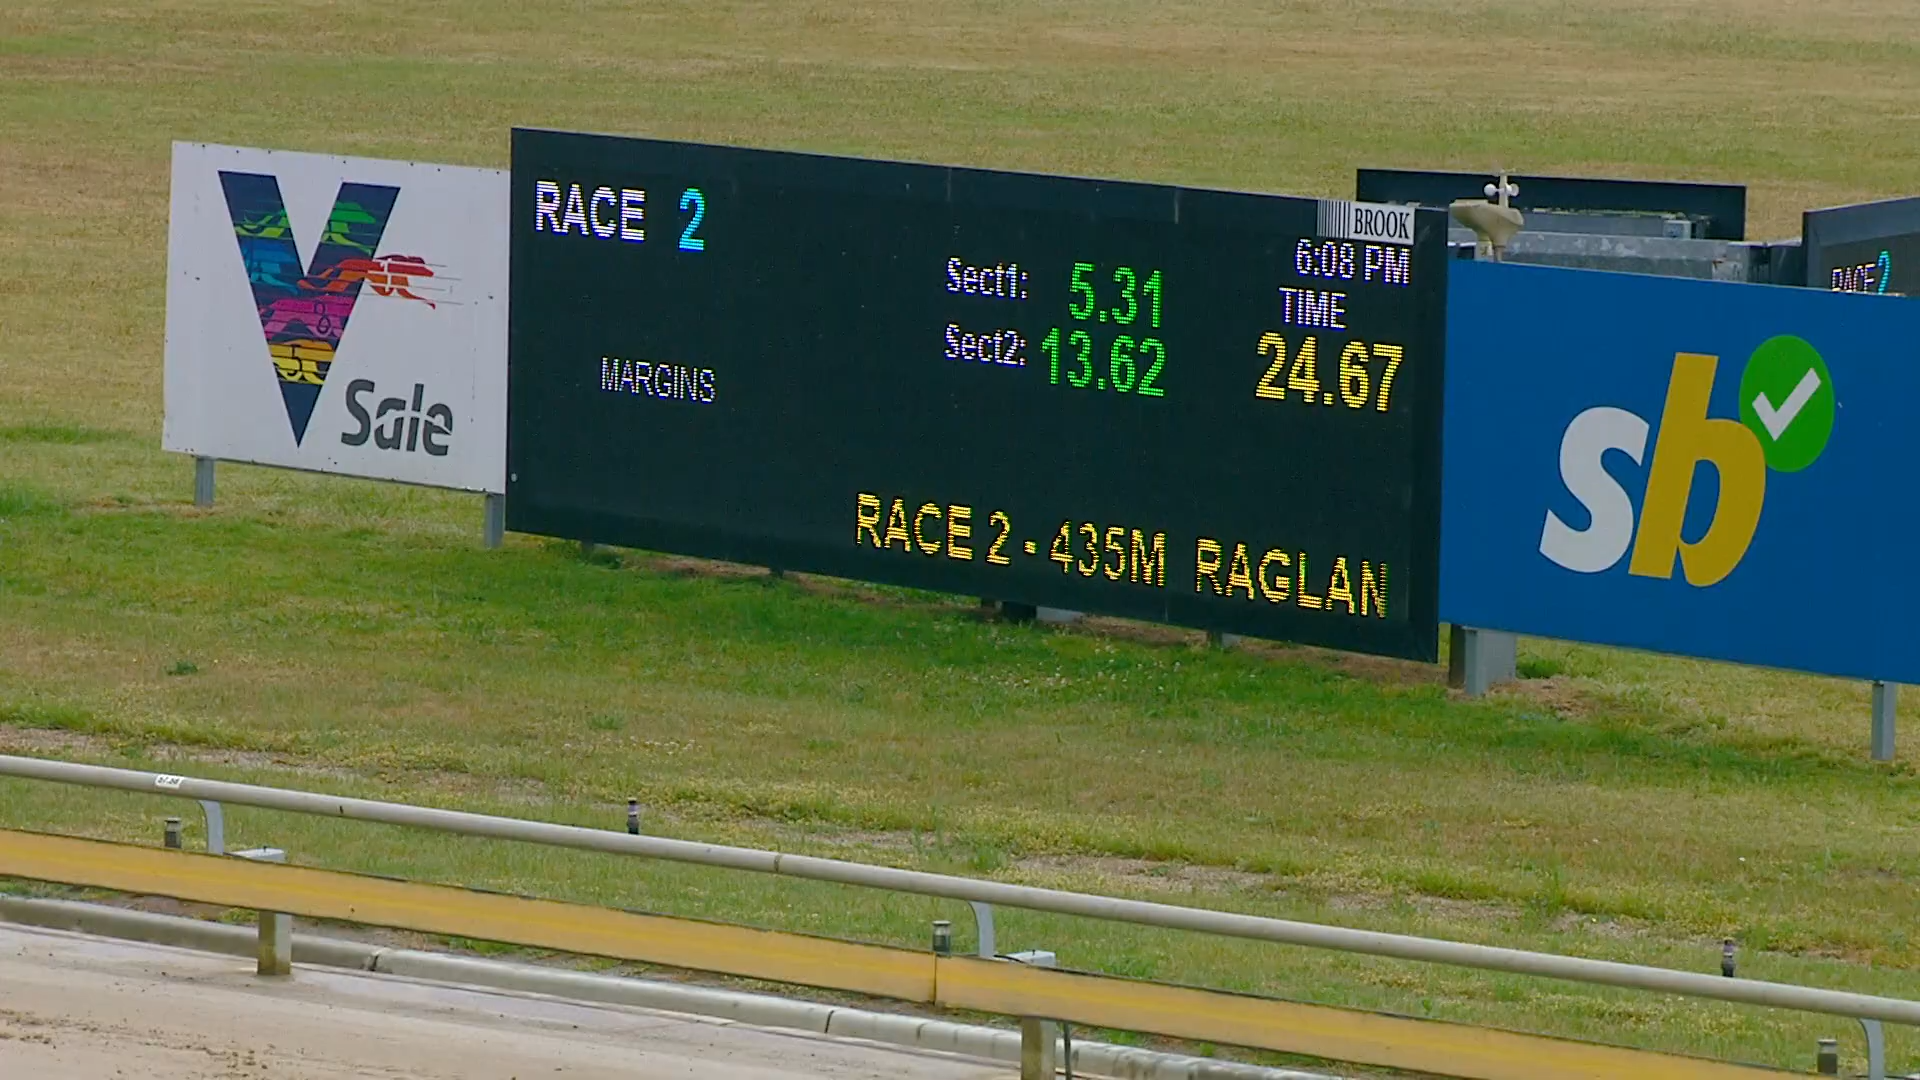 Sale
RACE 2
BROOK
6:08 PM
Sect1: 5.31
TIME
Sect2: 13.62
24.67
MARGINS
RACE 2 - 435M RAGLAN
sb
RACE 2